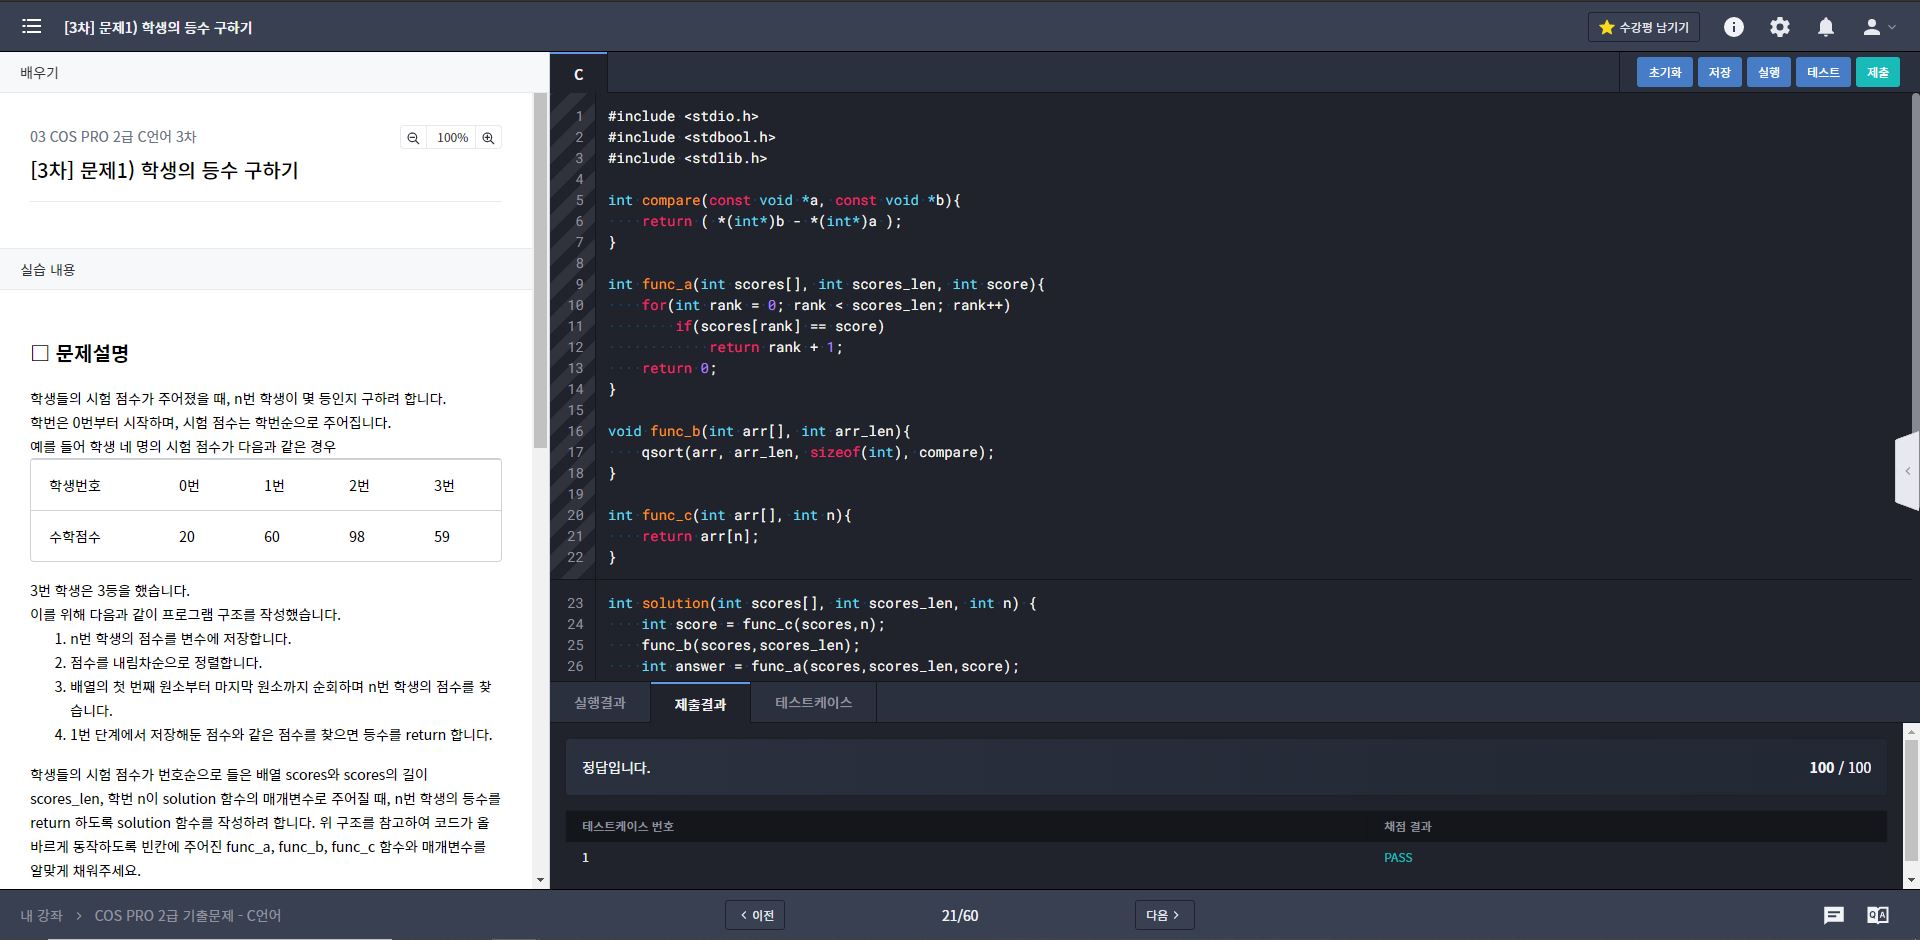 [3차] 문제1) 학생의 등수 구하기
수강평 남기기
배우기
03 COS PRO 2급 C언어 3차
100%
[3차] 문제1) 학생의 등수 구하기
실습 내용
□ 문제설명
학생들의 시험 점수가 주어졌을 때, n번 학생이 몇 등인지 구하려 합니다.
학번은 0번부터 시작하며, 시험 점수는 학번순으로 주어집니다.
예를 들어 학생 네 명의 시험 점수가 다음과 같은 경우
학생번호 0번 1번 2번 3번
수학점수 20 60 98 59
3번 학생은 3등을 했습니다.
이를 위해 다음과 같이 프로그램 구조를 작성했습니다.
1. n번 학생의 점수를 변수에 저장합니다.
2. 점수를 내림차순으로 정렬합니다.
3. 배열의 첫 번째 원소부터 마지막 원소까지 순회하며 n번 학생의 점수를 찾
습니다.
4. 1번 단계에서 저장해둔 점수와 같은 점수를 찾으면 등수를 return 합니다.
학생들의 시험 점수가 번호순으로 들은 배열 scores와 scores의 길이
scores_len, 학번 n이 solution 함수의 매개변수로 주어질 때, n번 학생의 등수를
return 하도록 solution 함수를 작성하려 합니다. 위 구조를 참고하여 코드가 올
바르게 동작하도록 빈칸에 주어진 func_a, func_b, func_c 함수와 매개변수를
알맞게 채워주세요.
C
초기화 저장 실행 테스트 제출
1 #include <stdio.h>
2 #include <stdbool.h>
3 #include <stdlib.h>
4
5 int compare(const void *a, const void *b){
6 return ( *(int*)b - *(int*)a );
7 }
8
9 int func_a(int scores[], int scores_len, int score){
10 for(int rank = 0; rank < scores_len; rank++)
11 if(scores[rank] == score)
12 return rank + 1;
13 return 0;
14 }
15
16 void func_b(int arr[], int arr_len){
17 qsort(arr, arr_len, sizeof(int), compare);
18 }
19
20 int func_c(int arr[], int n){
21 return arr[n];
22 }
23 int solution(int scores[], int scores_len, int n) {
24 int score = func_c(scores,n);
25 func_b(scores,scores_len);
26 int answer = func_a(scores,scores_len,score);
실행결과 제출결과 테스트케이스
정답입니다. 100 / 100
테스트케이스 번호 채점 결과
1 PASS
내 강좌 > COS PRO 2급 기출문제 - C언어
< 이전
21/60
다음 >
Q A